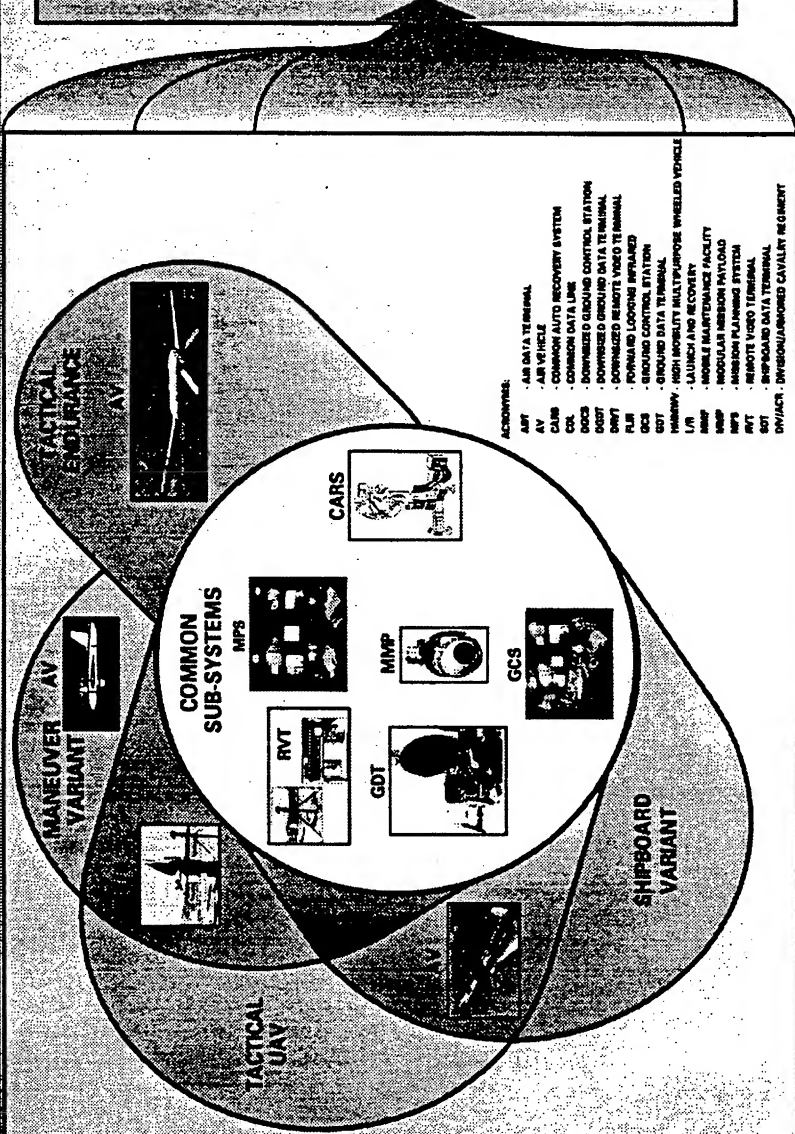 TACTICAL
ENDURANCE
AV
MANEUVER AV
VARIANT
TACTICAL
UAV
AV
SHIPBOARD
VARIANT
COMMON
SUB-SYSTEMS
MPS
RVT
CARS
MMP
GDT
GCS
ACRONYMS:
ADT - AIR DATA TERMINAL
AV - AIR VEHICLE
CARS - COMMON AUTO RECOVERY SYSTEM
CDL - COMMON DATA LINK
DGCS - DOWNSIZED GROUND CONTROL STATION
DGDT - DOWNSIZED GROUND DATA TERMINAL
DRVT - DOWNSIZED REMOTE VIDEO TERMINAL
FLIR - FORWARD LOOKING INFRARED
GCS - GROUND CONTROL STATION
GDT - GROUND DATA TERMINAL
HMMWV - HIGH MOBILITY MULTIPURPOSE WHEELED VEHICLE
L/R - LAUNCH AND RECOVERY
MMF - MOBILE MAINTENANCE FACILITY
MMP - MODULAR MISSION PAYLOAD
MPS - MISSION PLANNING SYSTEM
RVT - REMOTE VIDEO TERMINAL
SDT - SHIPBOARD DATA TERMINAL
DIV/ACR - DIVISION/ARMORED CAVALRY REGIMENT